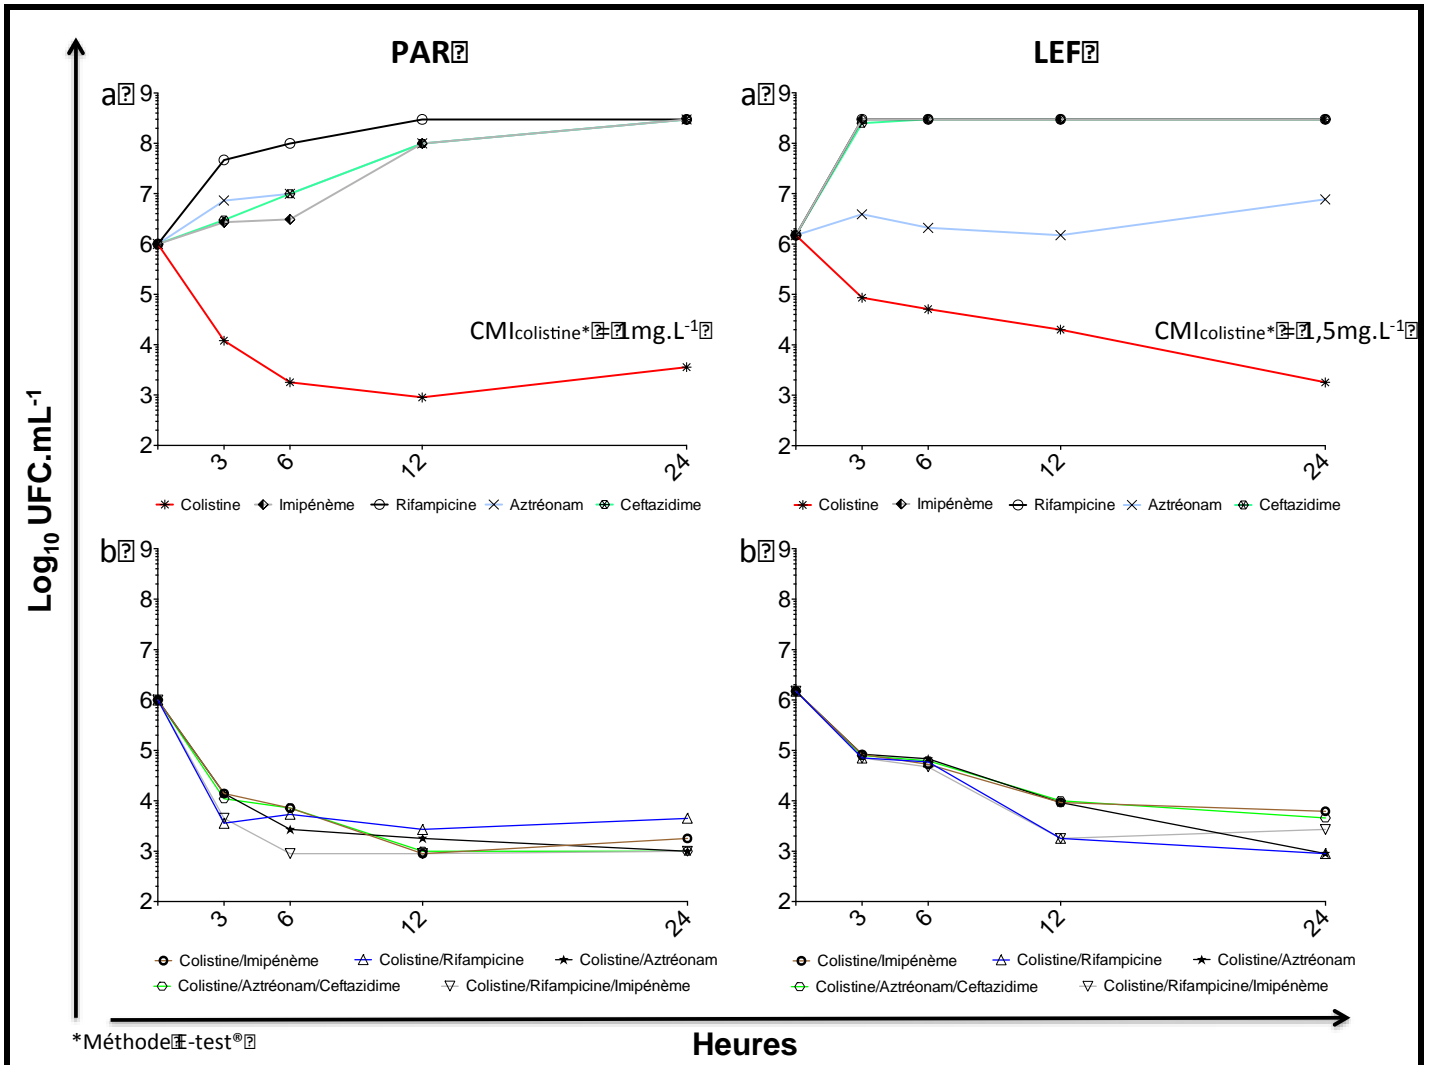 PAR
LEF
Log10 UFC.mL-1
a
9
8
7
6
5
4
3
2
3
6
12
24
CMIcolistine* = 1mg.L-1
Colistine
Imipénème
Rifampicine
Aztréonam
Ceftazidime
a
9
8
7
6
5
4
3
2
3
6
12
24
CMIcolistine* = 1,5mg.L-1
Colistine
Imipénème
Rifampicine
Aztréonam
Ceftazidime
b
9
8
7
6
5
4
3
2
3
6
12
24
Colistine/Imipénème
Colistine/Rifampicine
Colistine/Aztréonam
Colistine/Aztréonam/Ceftazidime
Colistine/Rifampicine/Imipénème
b
9
8
7
6
5
4
3
2
3
6
12
24
Colistine/Imipénème
Colistine/Rifampicine
Colistine/Aztréonam
Colistine/Aztréonam/Ceftazidime
Colistine/Rifampicine/Imipénème
*Méthode E-test®
Heures